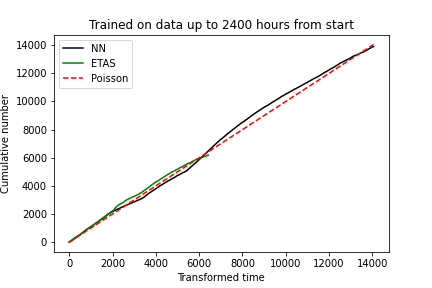 Trained on data up to 2400 hours from start
14000
12000
10000
8000
6000
4000
2000
0
Cumulative number
NN
ETAS
Poisson
0 2000 4000 6000 8000 10000 12000 14000
Transformed time